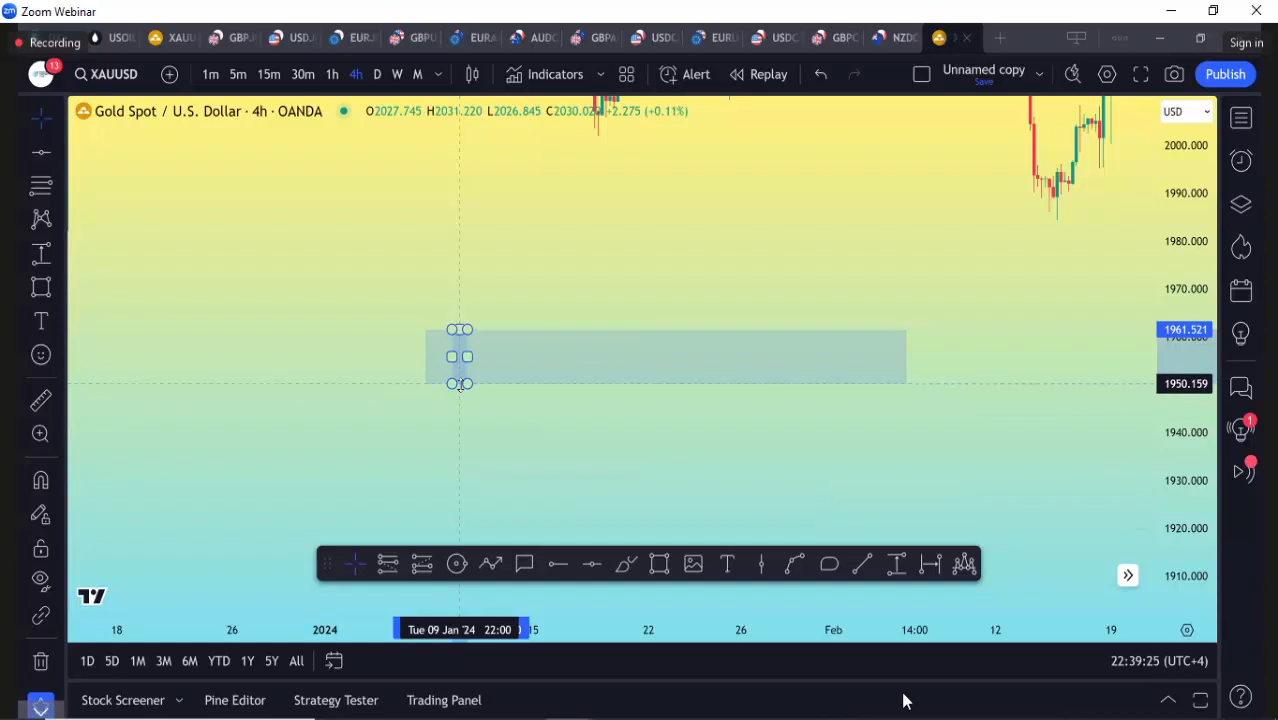 Zoom Webinar
Recording
USOI
XAU
GBPJ
USDJ
EURJ
GBPU
EURA
AUDC
GBPA
USDC
EURU
USDC
GBPC
NZDC
Sign in
13
XAUUSD
1m 5m 15m 30m 1h 4h D W M
Indicators
Alert
Replay
Unnamed copy
Save
Publish
Gold Spot / U.S. Dollar · 4h · OANDA
O2027.745 H2031.220 L2026.845 +2.275 (+0.11%)
USD
2000.000
1990.000
1980.000
1970.000
1961.521
1950.159
1940.000
1930.000
1920.000
1910.000
1
18 26 2024 Tue 09 Jan '24 22:00 15 22 26 Feb 14:00 12 19
1D 5D 1M 3M 6M YTD 1Y 5Y All
22:39:25 (UTC+4)
Stock Screener
Pine Editor
Strategy Tester
Trading Panel